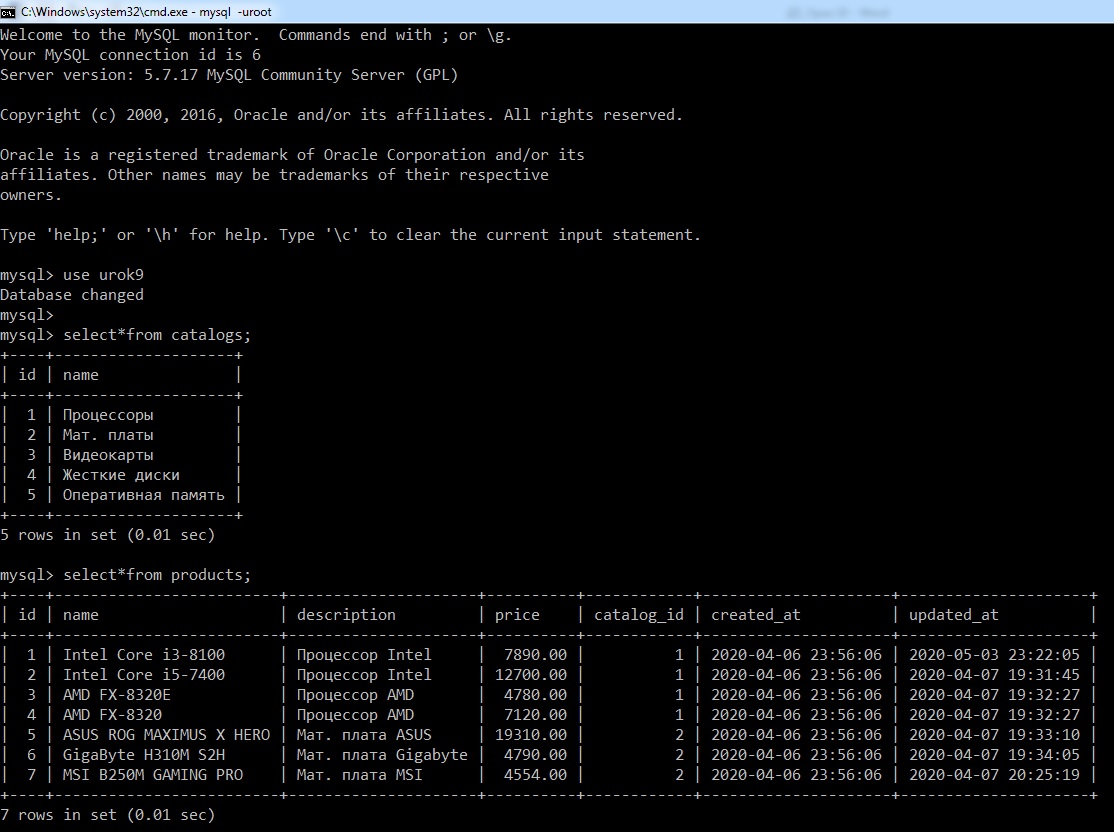 C:\Windows\system32\cmd.exe - mysql -uroot
Welcome to the MySQL monitor.  Commands end with ; or \g.
Your MySQL connection id is 6
Server version: 5.7.17 MySQL Community Server (GPL)

Copyright (c) 2000, 2016, Oracle and/or its affiliates. All rights reserved.

Oracle is a registered trademark of Oracle Corporation and/or its
affiliates. Other names may be trademarks of their respective
owners.

Type 'help;' or '\h' for help. Type '\c' to clear the current input statement.

mysql> use urok9
Database changed
mysql>
mysql> select*from catalogs;
+----+--------------------+
| id | name               |
+----+--------------------+
|  1 | Процессоры         |
|  2 | Мат. платы         |
|  3 | Видеокарты         |
|  4 | Жесткие диски      |
|  5 | Оперативная память |
+----+--------------------+
5 rows in set (0.01 sec)

mysql> select*from products;
+----+------------------------+---------------------+----------+------------+---------------------+---------------------+
| id | name                   | description         | price    | catalog_id | created_at          | updated_at          |
+----+------------------------+---------------------+----------+------------+---------------------+---------------------+
|  1 | Intel Core i3-8100     | Процессор Intel     |  7890.00 |          1 | 2020-04-06 23:56:06 | 2020-05-03 23:22:05 |
|  2 | Intel Core i5-7400     | Процессор Intel     | 12700.00 |          1 | 2020-04-06 23:56:06 | 2020-04-07 19:31:45 |
|  3 | AMD FX-8320E           | Процессор AMD       |  4780.00 |          1 | 2020-04-06 23:56:06 | 2020-04-07 19:32:27 |
|  4 | AMD FX-8320            | Процессор AMD       |  7120.00 |          1 | 2020-04-06 23:56:06 | 2020-04-07 19:32:27 |
|  5 | ASUS ROG MAXIMUS X HERO | Мат. плата ASUS     | 19310.00 |          2 | 2020-04-06 23:56:06 | 2020-04-07 19:33:10 |
|  6 | GigaByte H310M S2H     | Мат. плата Gigabyte |  4790.00 |          2 | 2020-04-06 23:56:06 | 2020-04-07 19:34:05 |
|  7 | MSI B250M GAMING PRO   | Мат. плата MSI      |  4554.00 |          2 | 2020-04-06 23:56:06 | 2020-04-07 20:25:19 |
+----+------------------------+---------------------+----------+------------+---------------------+---------------------+
7 rows in set (0.01 sec)